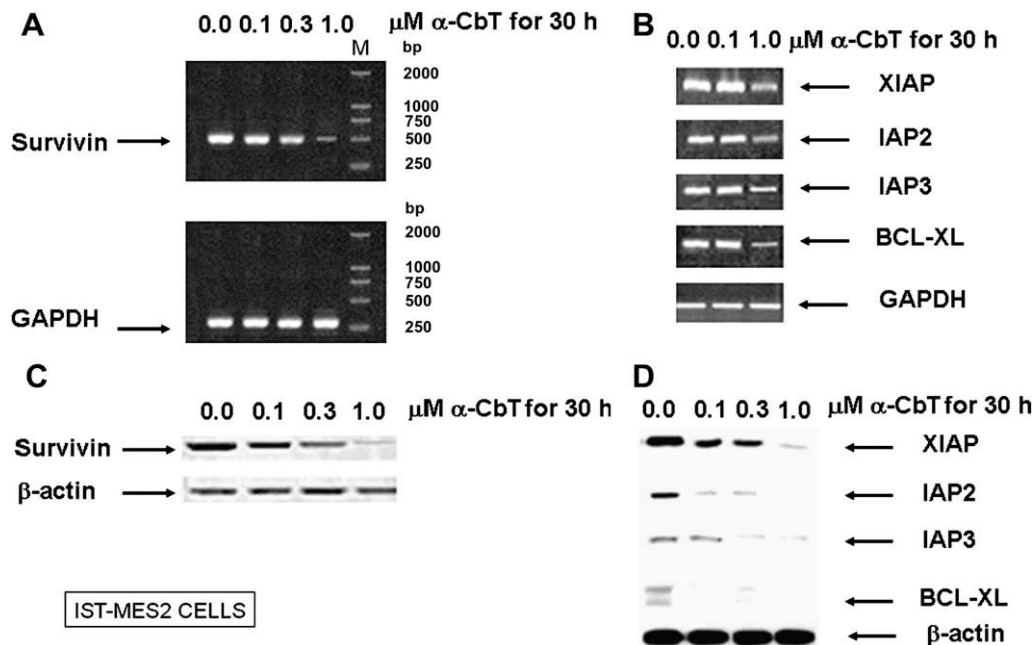 A
0.0 0.1 0.3 1.0 μM α-CbT for 30 h
M
bp
2000
1000
750
500
250
Survivin
bp
2000
1000
750
500
250
GAPDH
B
0.0 0.1 1.0 μM α-CbT for 30 h
XIAP
IAP2
IAP3
BCL-XL
GAPDH
C
0.0 0.1 0.3 1.0 μM α-CbT for 30 h
Survivin
β-actin
IST-MES2 CELLS
D
0.0 0.1 0.3 1.0 μM α-CbT for 30 h
XIAP
IAP2
IAP3
BCL-XL
β-actin